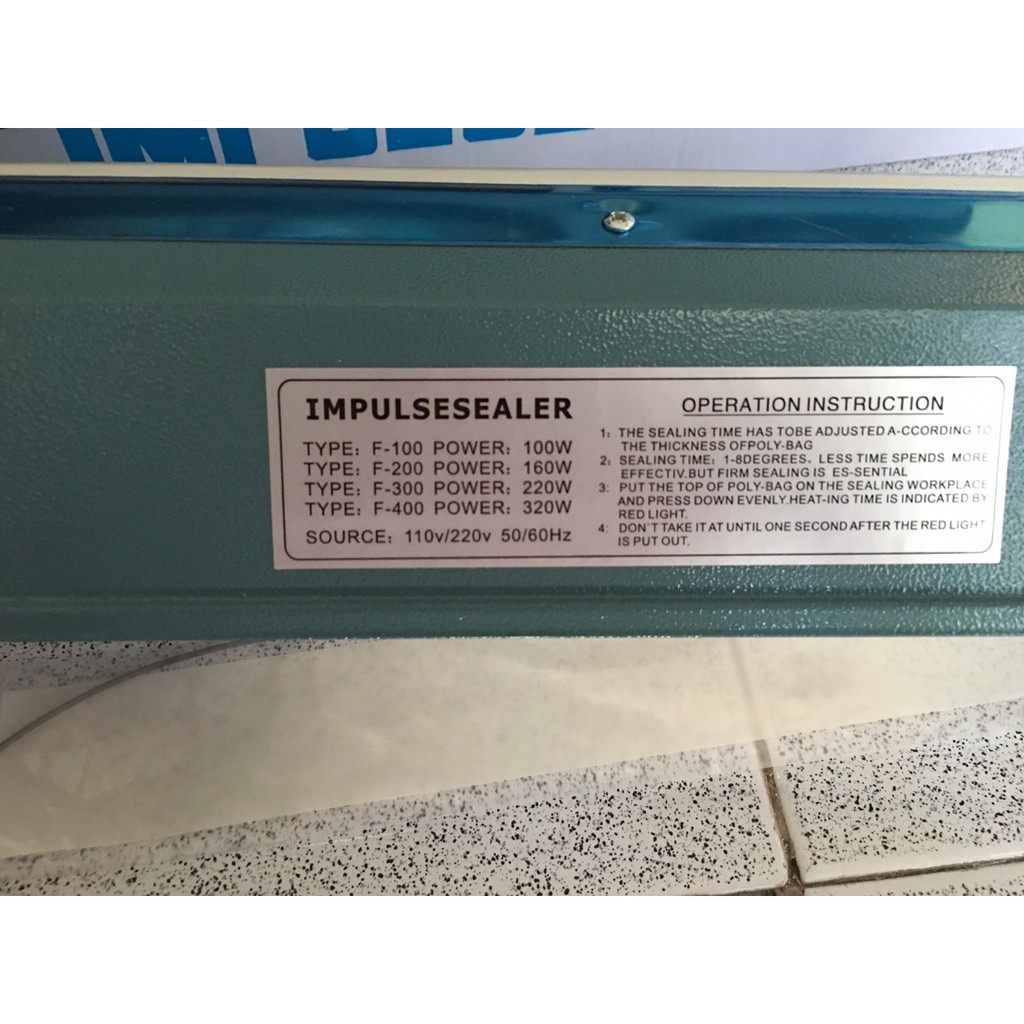 IMPULSESEALER
TYPE: F-100 POWER: 100W
TYPE: F-200 POWER: 160W
TYPE: F-300 POWER: 220W
TYPE: F-400 POWER: 320W
SOURCE: 110v/220v 50/60Hz
OPERATION INSTRUCTION
1: THE SEALING TIME HAS TOBE ADJUSTED A-CCORDING TO
THE THICKNESS OFPOLY-BAG
2: SEALING TIME: 1-8DEGREES。LESS TIME SPENDS MORE
EFFECTIV.BUT FIRM SEALING IS ES-SENTIAL
3: PUT THE TOP OF POLY-BAG ON THE SEALING WORKPLACE
AND PRESS DOWN EVENLY.HEAT-ING TIME IS INDICATED BY
RED LIGHT.
4: DON`T TAKE IT AT UNTIL ONE SECOND AFTER THE RED LIGHT
IS PUT OUT.